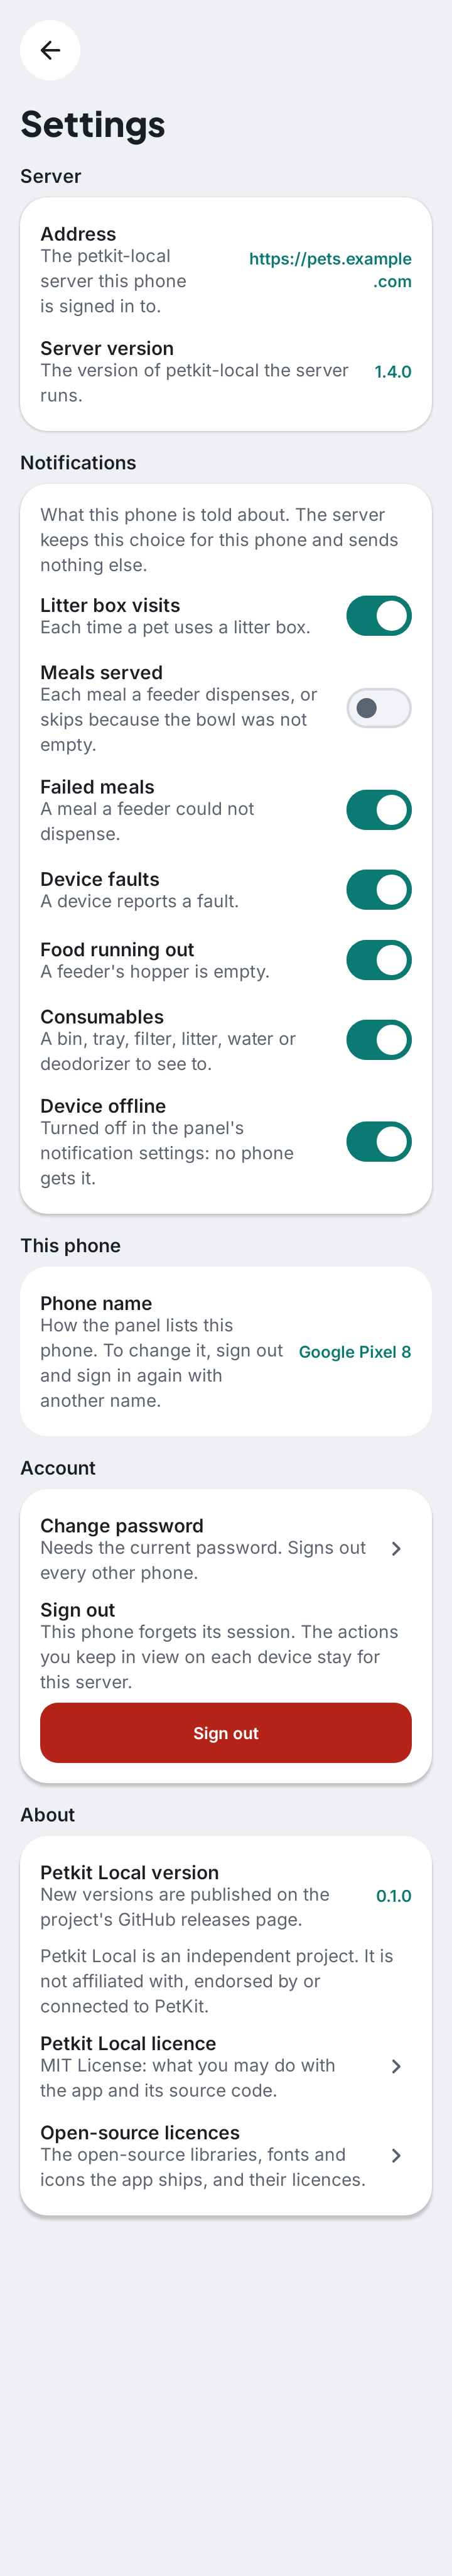 Settings
Server
Address
The petkit-local
server this phone
is signed in to.
https://pets.example
.com
Server version
The version of petkit-local the server
runs.
1.4.0
Notifications
What this phone is told about. The server
keeps this choice for this phone and sends
nothing else.
Litter box visits
Each time a pet uses a litter box.
Meals served
Each meal a feeder dispenses, or
skips because the bowl was not
empty.
Failed meals
A meal a feeder could not
dispense.
Device faults
A device reports a fault.
Food running out
A feeder's hopper is empty.
Consumables
A bin, tray, filter, litter, water or
deodorizer to see to.
Device offline
Turned off in the panel's
notification settings: no phone
gets it.
This phone
Phone name
How the panel lists this
phone. To change it, sign out
and sign in again with
another name.
Google Pixel 8
Account
Change password
Needs the current password. Signs out
every other phone.
Sign out
This phone forgets its session. The actions
you keep in view on each device stay for
this server.
Sign out
About
Petkit Local version
New versions are published on the
project's GitHub releases page.
0.1.0
Petkit Local is an independent project. It is
not affiliated with, endorsed by or
connected to PetKit.
Petkit Local licence
MIT License: what you may do with
the app and its source code.
Open-source licences
The open-source libraries, fonts and
icons the app ships, and their licences.